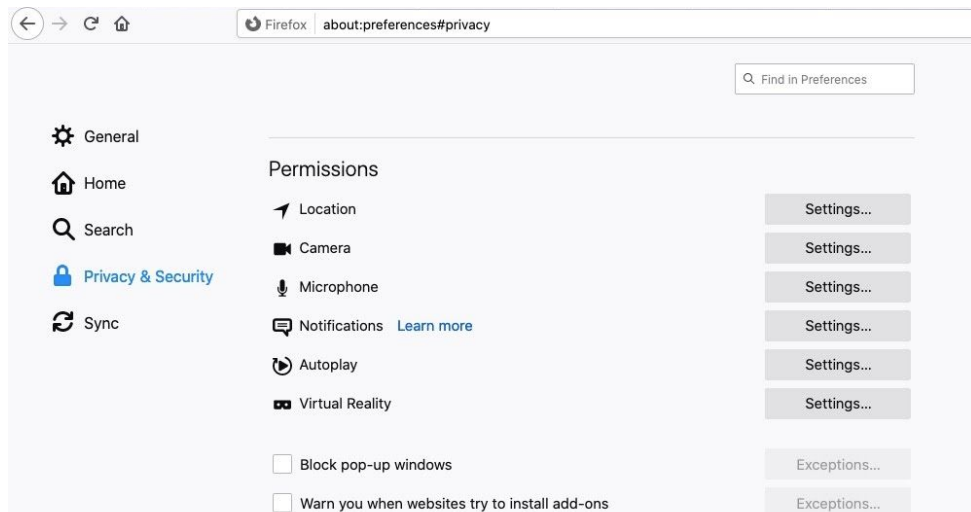 Firefox about:preferences#privacy
Find in Preferences
General
Home
Search
Privacy & Security
Sync
Permissions
Location Settings...
Camera Settings...
Microphone Settings...
Notifications Learn more Settings...
Autoplay Settings...
Virtual Reality Settings...
Block pop-up windows Exceptions...
Warn you when websites try to install add-ons Exceptions...